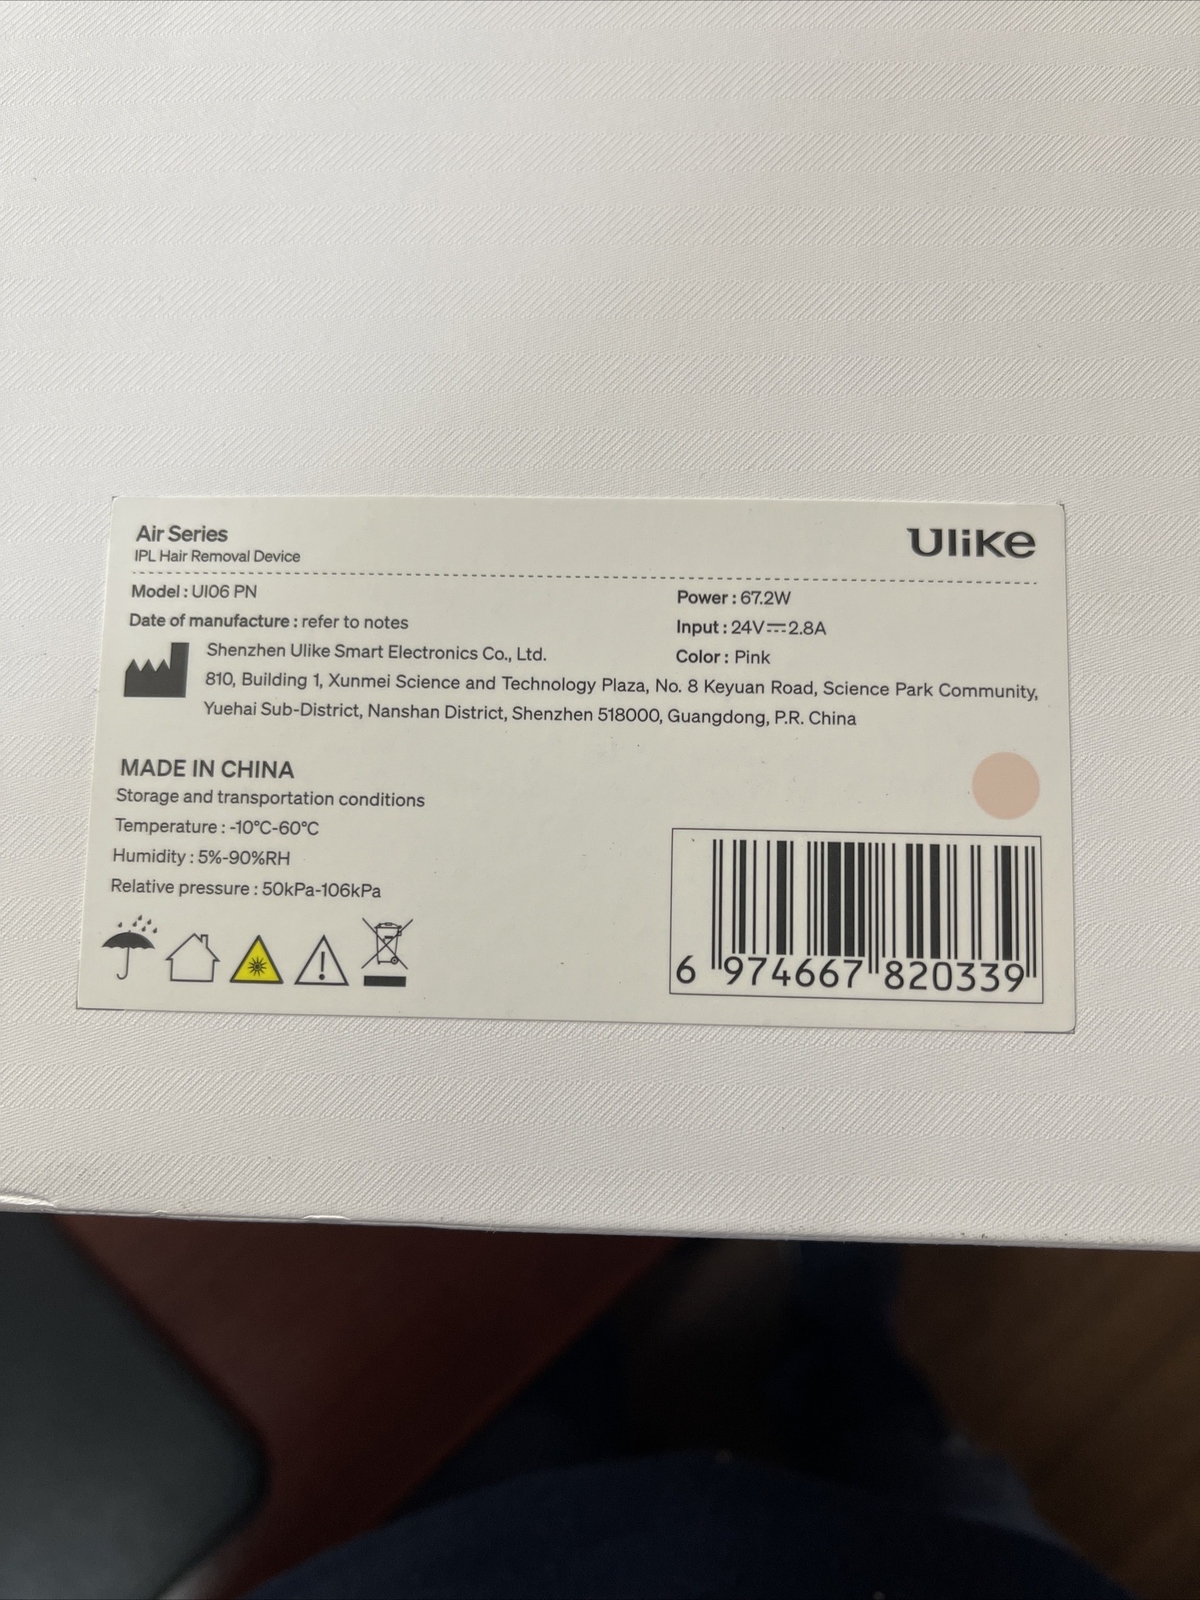 Air Series
Ulike
IPL Hair Removal Device
Model : UI06 PN
Power : 67.2W
Date of manufacture : refer to notes
Input : 24V⎓2.8A
Shenzhen Ulike Smart Electronics Co., Ltd.
Color : Pink
810, Building 1, Xunmei Science and Technology Plaza, No. 8 Keyuan Road, Science Park Community,
Yuehai Sub-District, Nanshan District, Shenzhen 518000, Guangdong, P.R. China
MADE IN CHINA
Storage and transportation conditions
Temperature : -10°C-60°C
Humidity : 5%-90%RH
Relative pressure : 50kPa-106kPa
6 974667 820339